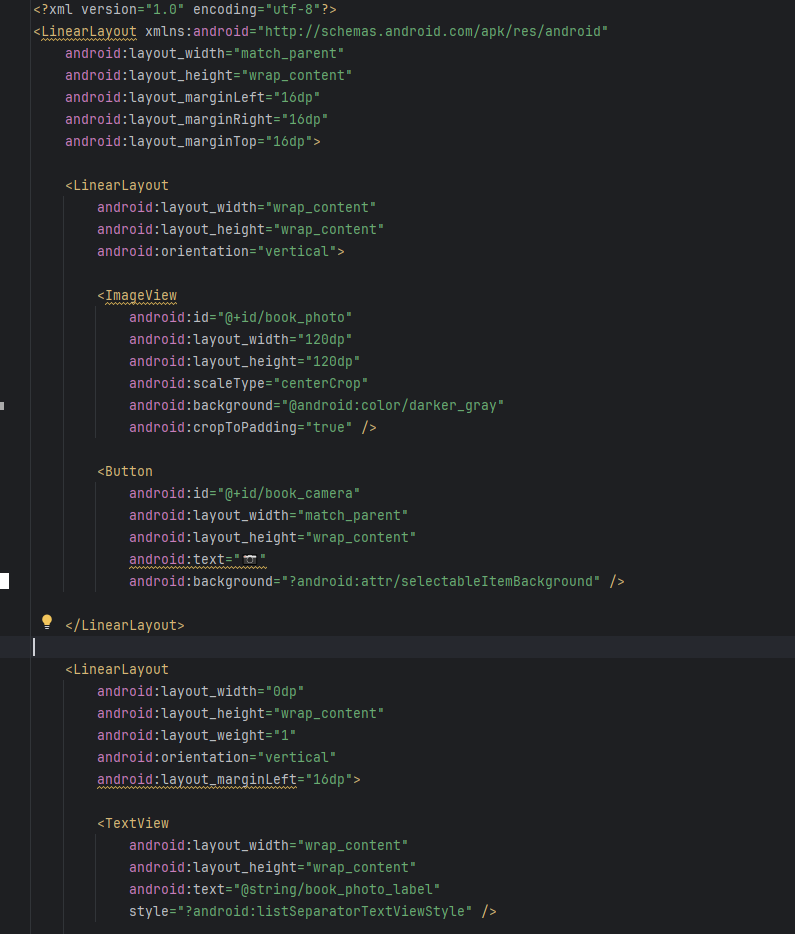 <?xml version="1.0" encoding="utf-8"?>
<LinearLayout xmlns:android="http://schemas.android.com/apk/res/android"
    android:layout_width="match_parent"
    android:layout_height="wrap_content"
    android:layout_marginLeft="16dp"
    android:layout_marginRight="16dp"
    android:layout_marginTop="16dp">
    <LinearLayout
        android:layout_width="wrap_content"
        android:layout_height="wrap_content"
        android:orientation="vertical">
        <ImageView
            android:id="@+id/book_photo"
            android:layout_width="120dp"
            android:layout_height="120dp"
            android:scaleType="centerCrop"
            android:background="@android:color/darker_gray"
            android:cropToPadding="true" />
        <Button
            android:id="@+id/book_camera"
            android:layout_width="match_parent"
            android:layout_height="wrap_content"
            android:text="📷"
            android:background="?android:attr/selectableItemBackground" />
    </LinearLayout>
    <LinearLayout
        android:layout_width="0dp"
        android:layout_height="wrap_content"
        android:layout_weight="1"
        android:orientation="vertical"
        android:layout_marginLeft="16dp">
        <TextView
            android:layout_width="wrap_content"
            android:layout_height="wrap_content"
            android:text="@string/book_photo_label"
            style="?android:listSeparatorTextViewStyle" />